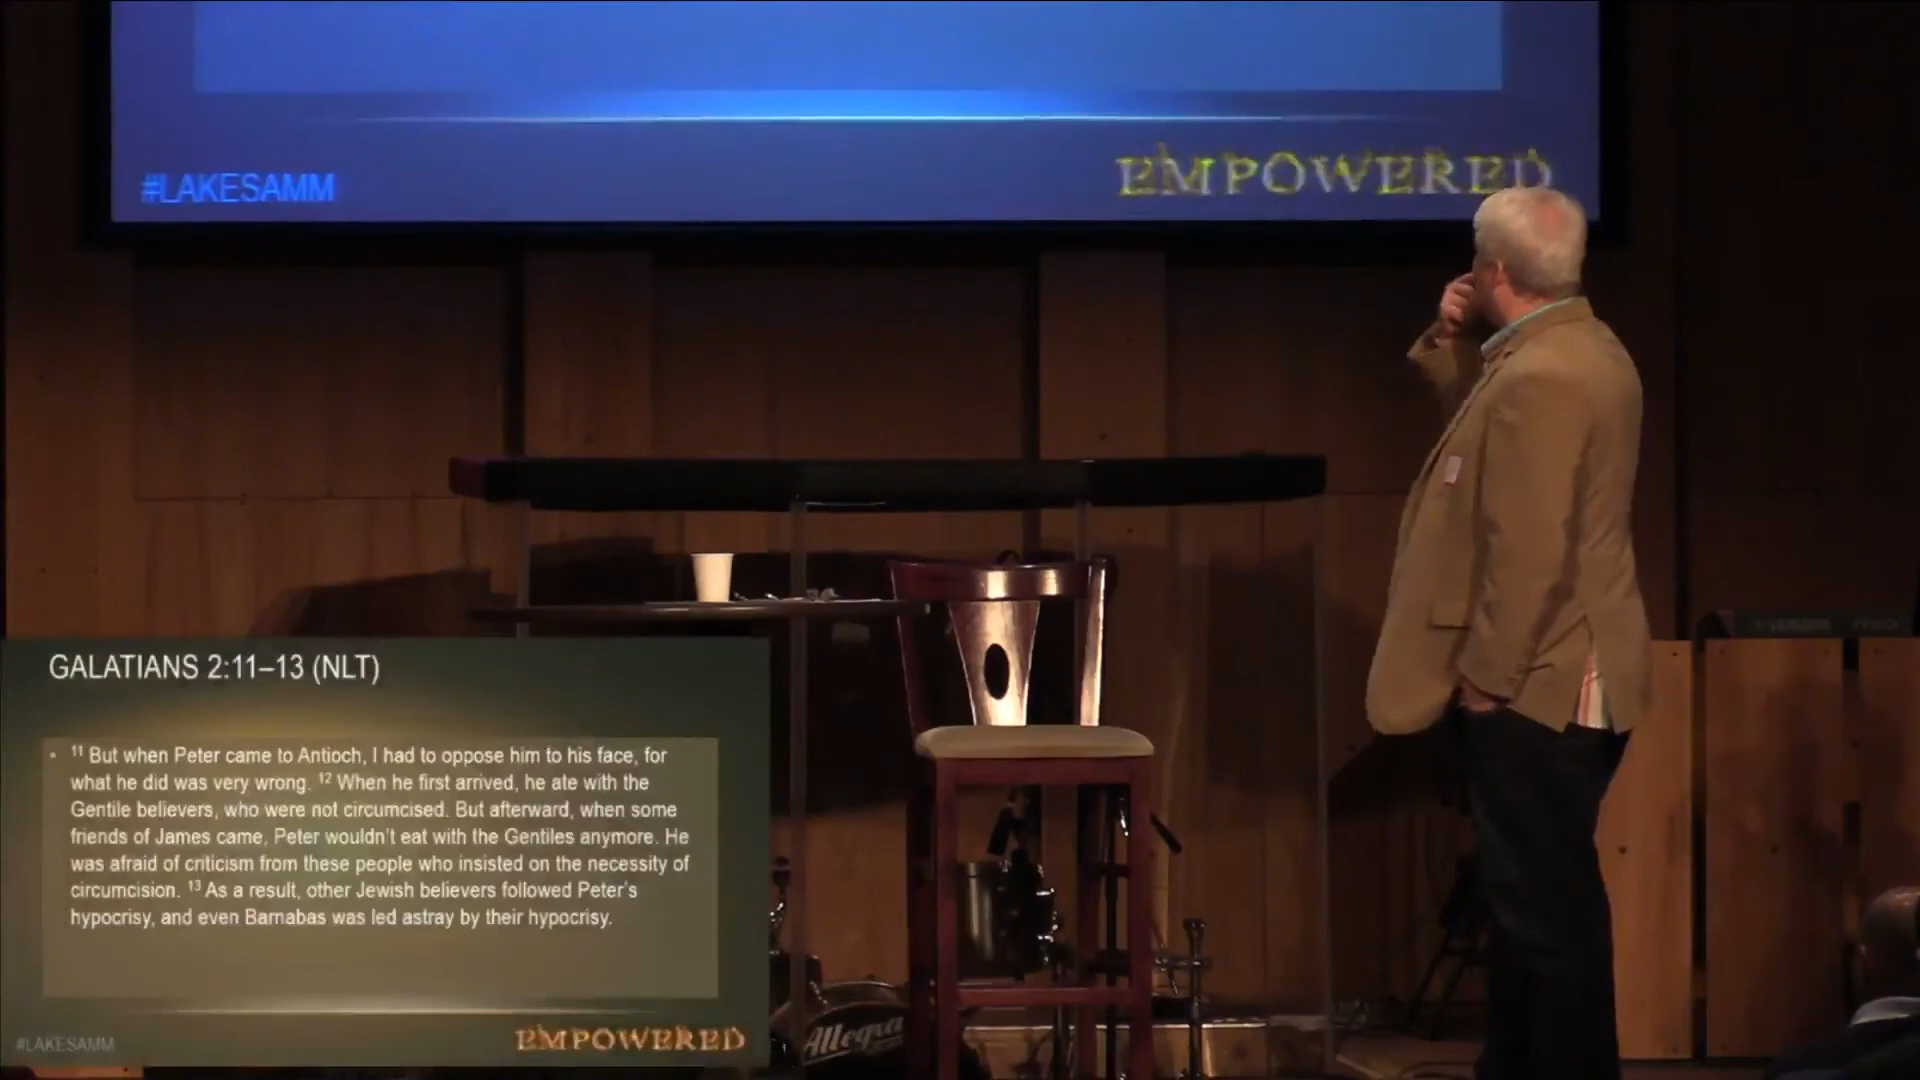 #LAKESAMM
EMPOWERED
GALATIANS 2:11–13 (NLT)
• ¹¹ But when Peter came to Antioch, I had to oppose him to his face, for
what he did was very wrong. ¹² When he first arrived, he ate with the
Gentile believers, who were not circumcised. But afterward, when some
friends of James came, Peter wouldn't eat with the Gentiles anymore. He
was afraid of criticism from these people who insisted on the necessity of
circumcision. ¹³ As a result, other Jewish believers followed Peter's
hypocrisy, and even Barnabas was led astray by their hypocrisy.
#LAKESAMM
EMPOWERED
Allegra
YAMAHA